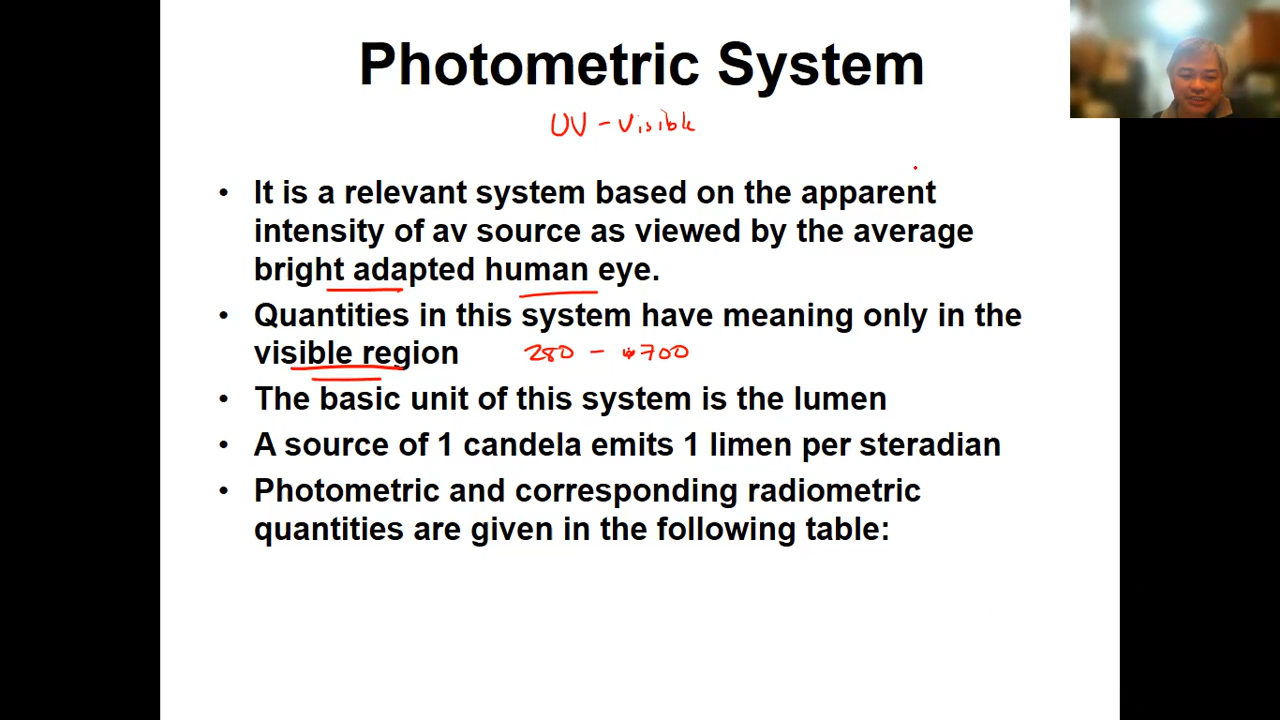 Photometric System
UV - Visible
• It is a relevant system based on the apparent
intensity of av source as viewed by the average
bright adapted human eye.
• Quantities in this system have meaning only in the
visible region 280 - 700
• The basic unit of this system is the lumen
• A source of 1 candela emits 1 limen per steradian
• Photometric and corresponding radiometric
quantities are given in the following table: